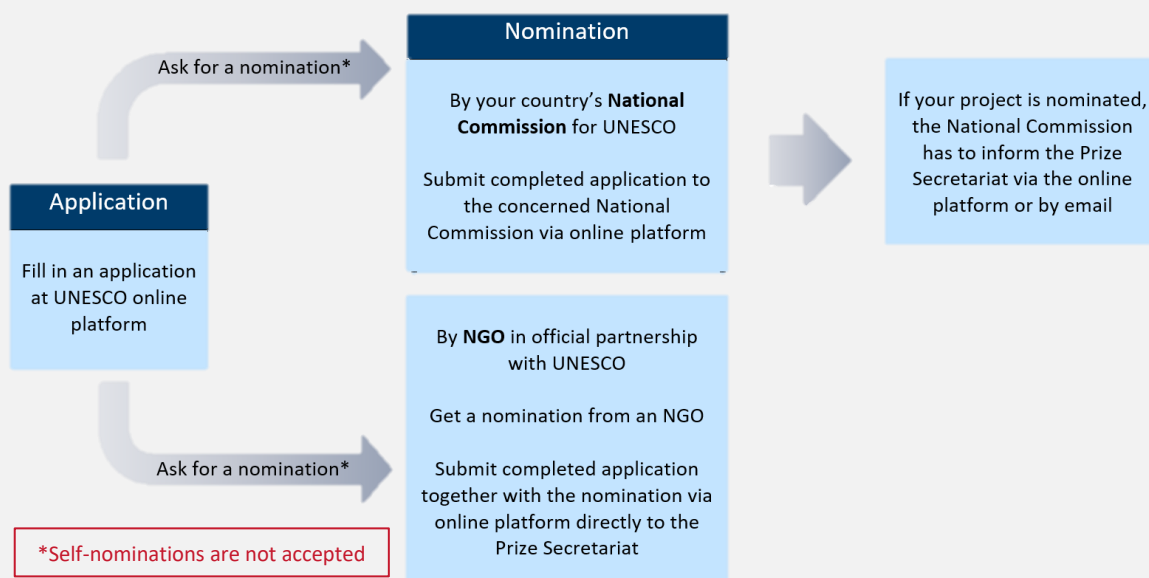 Application
Fill in an application
at UNESCO online
platform
Ask for a nomination*
Nomination
By your country’s National
Commission for UNESCO
Submit completed application to
the concerned National
Commission via online platform
If your project is nominated,
the National Commission
has to inform the Prize
Secretariat via the online
platform or by email
Ask for a nomination*
By NGO in official partnership
with UNESCO
Get a nomination from an NGO
Submit completed application
together with the nomination via
online platform directly to the
Prize Secretariat
*Self-nominations are not accepted